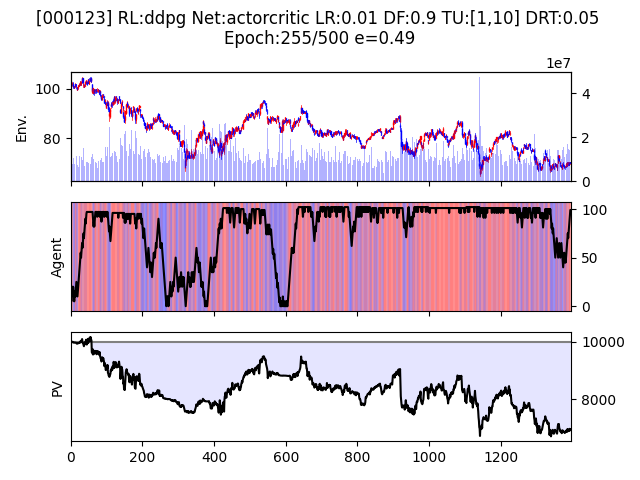 [000123] RL:ddpg Net:actorcritic LR:0.01 DF:0.9 TU:[1,10] DRT:0.05
Epoch:255/500 e=0.49
1e7
Env.
100
80
4
2
0
Agent
100
50
0
PV
10000
8000
0 200 400 600 800 1000 1200